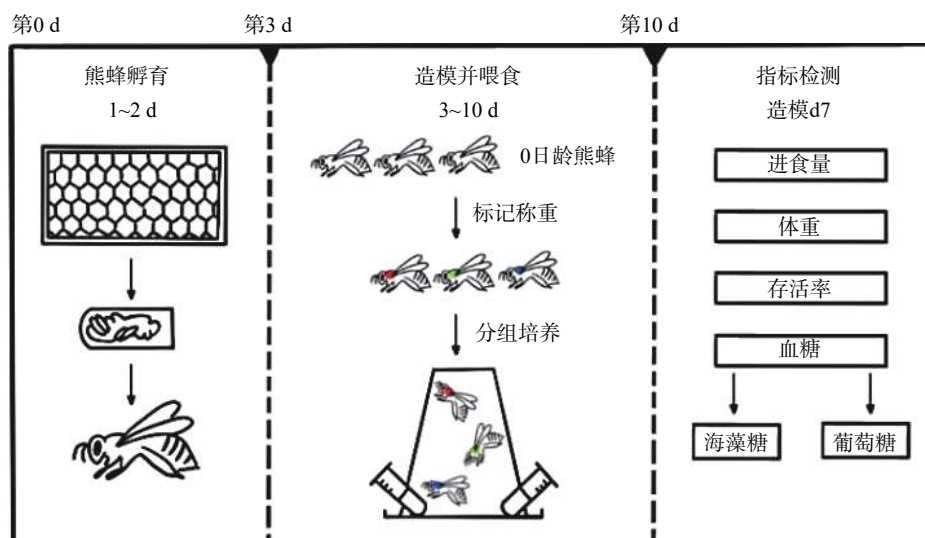 第0 d
第3 d
第10 d
熊蜂孵育
1~2 d
造模并喂食
3~10 d
0日龄熊蜂
标记称重
分组培养
指标检测
造模d7
进食量
体重
存活率
血糖
海藻糖
葡萄糖